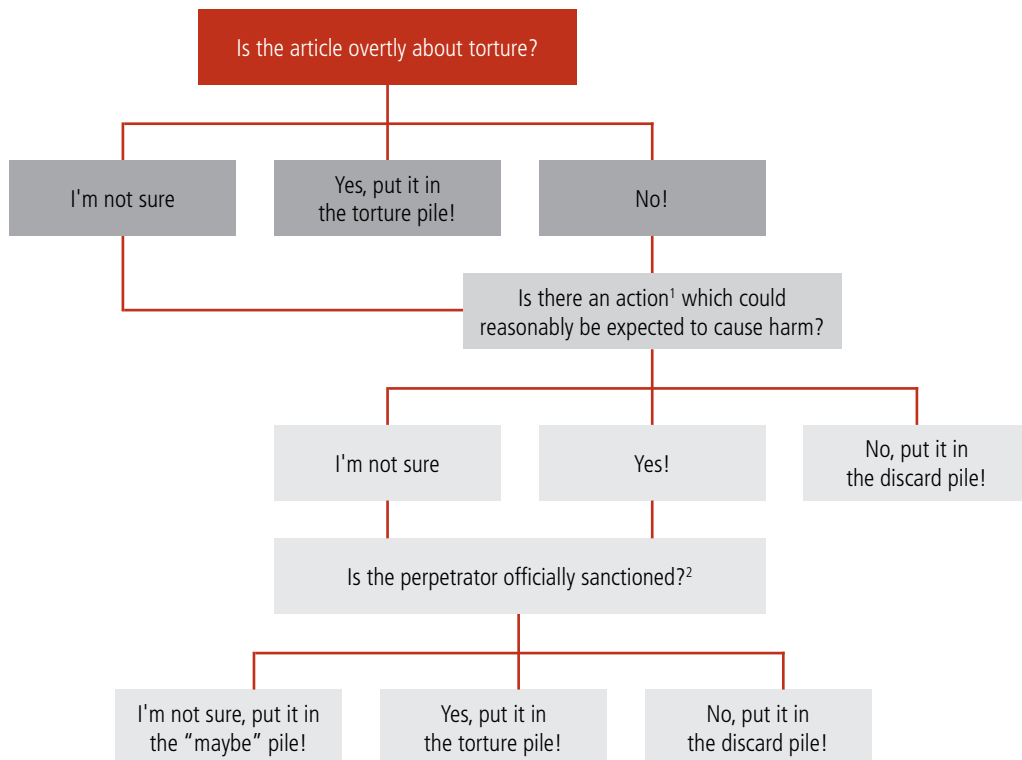 Is the article overtly about torture?
I'm not sure
Yes, put it in
the torture pile!
No!
Is there an action¹ which could
reasonably be expected to cause harm?
I'm not sure
Yes!
No, put it in
the discard pile!
Is the perpetrator officially sanctioned?²
I'm not sure, put it in
the “maybe” pile!
Yes, put it in
the torture pile!
No, put it in
the discard pile!